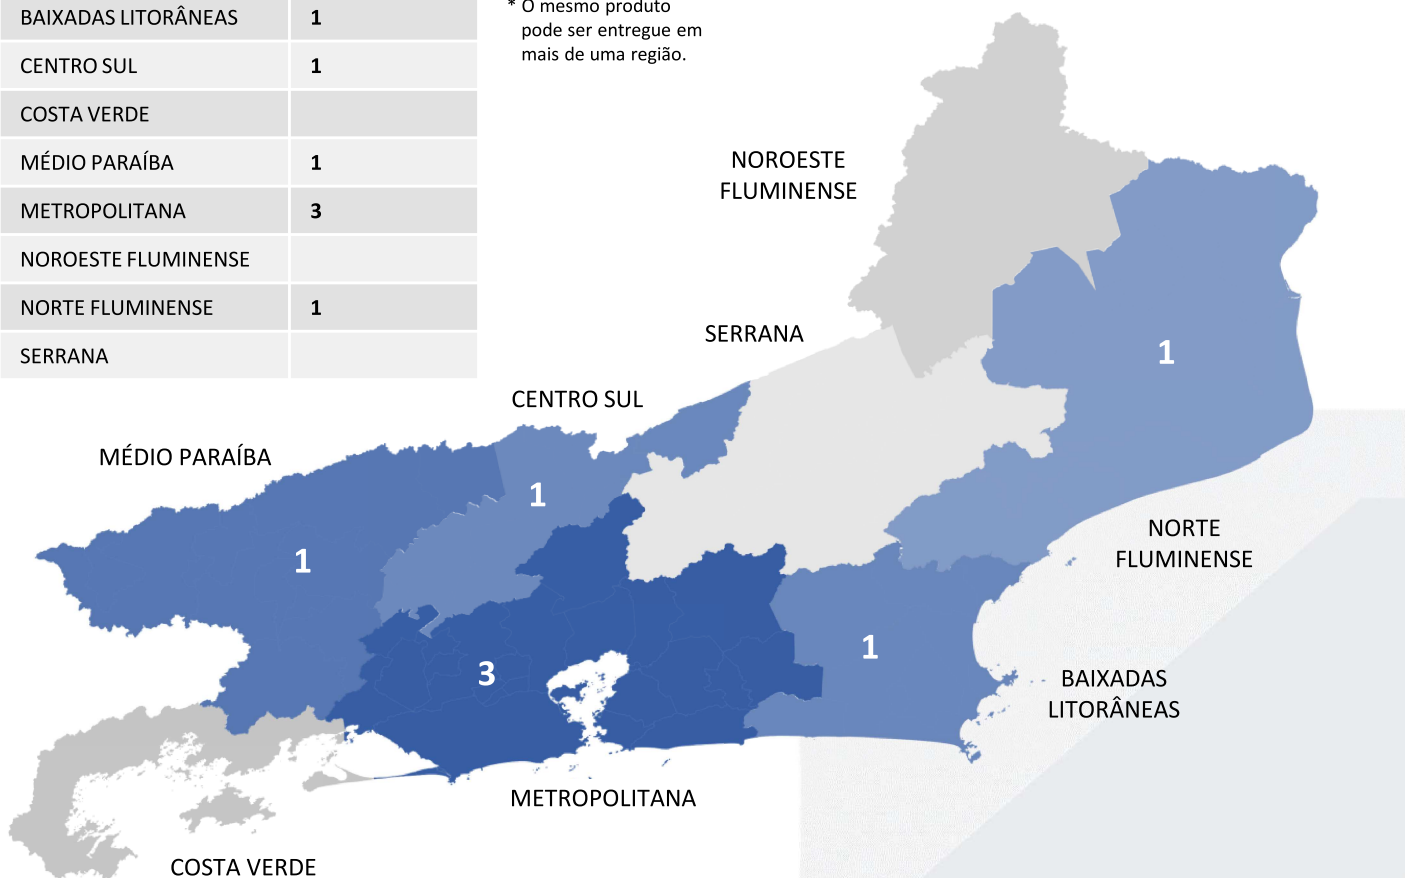 BAIXADAS LITORÂNEAS 1
CENTRO SUL 1
COSTA VERDE
MÉDIO PARAÍBA 1
METROPOLITANA 3
NOROESTE FLUMINENSE
NORTE FLUMINENSE 1
SERRANA
* O mesmo produto
pode ser entregue em
mais de uma região.
NOROESTE
FLUMINENSE
SERRANA
1
CENTRO SUL
MÉDIO PARAÍBA
1
1
NORTE
FLUMINENSE
3
1
BAIXADAS
LITORÂNEAS
METROPOLITANA
COSTA VERDE